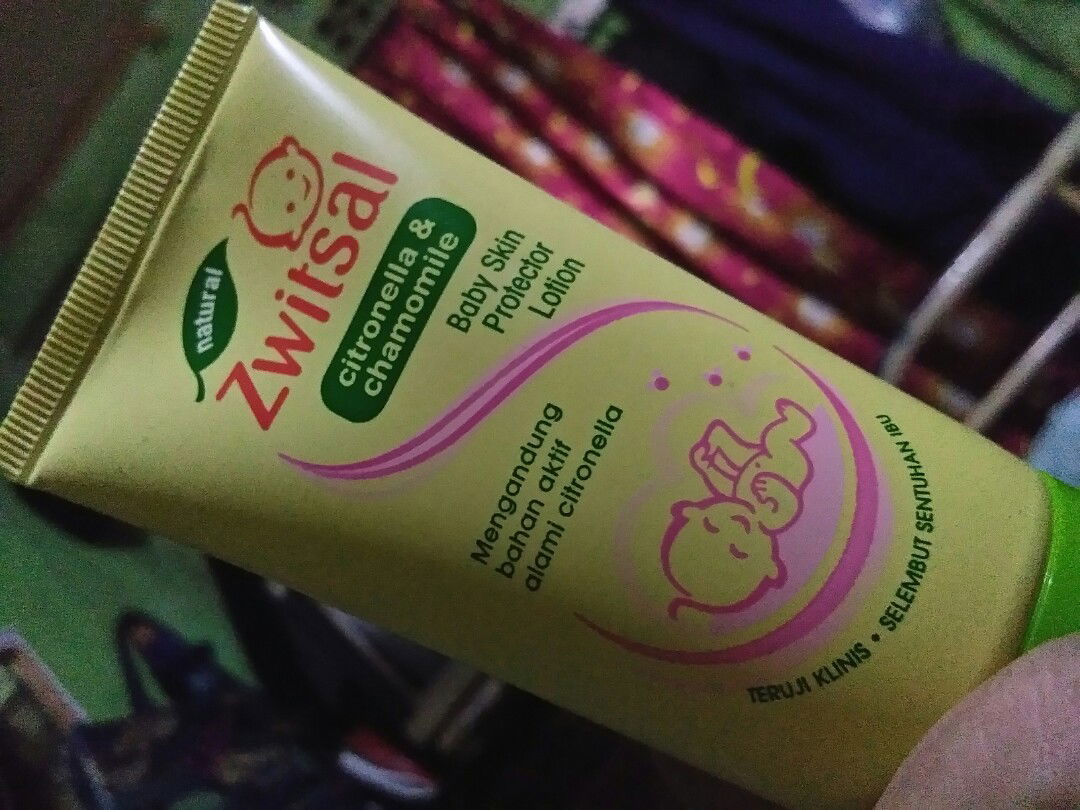 natural
Zwitsal
citronella &
chamomile
Baby Skin
Protector
Lotion
Mengandung
bahan aktif
alami citronella
TERUJI KLINIS • SELEMBUT SENTUHAN IBU